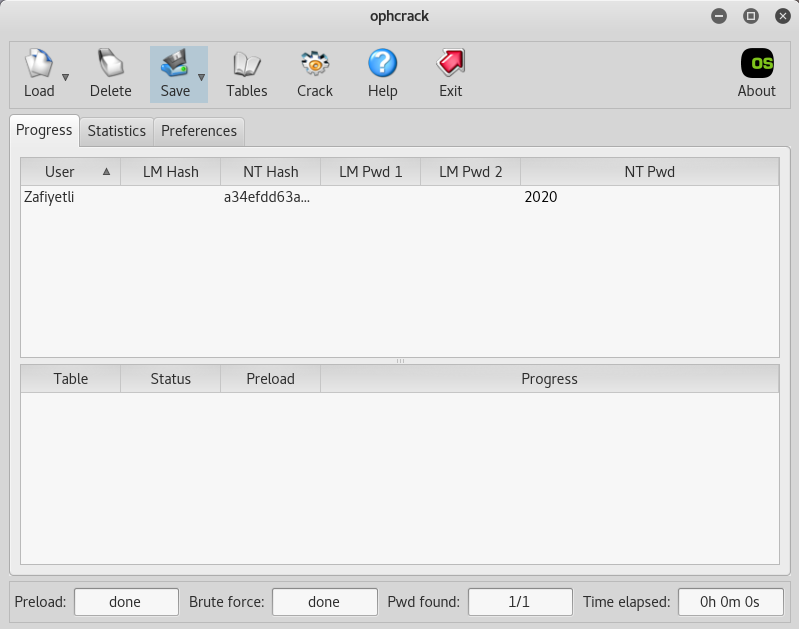 ophcrack
Load Delete Save Tables Crack Help Exit OS About
Progress Statistics Preferences
User LM Hash NT Hash LM Pwd 1 LM Pwd 2 NT Pwd
Zafiyetli a34efdd63a... 2020
Table Status Preload Progress
Preload: done Brute force: done Pwd found: 1/1 Time elapsed: 0h 0m 0s